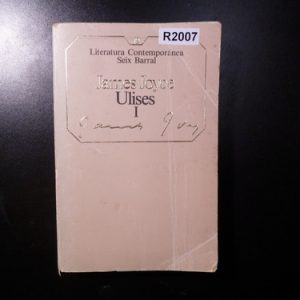 R2007
Literatura Contemporánea
Seix Barral
James Joyce
Ulises
I